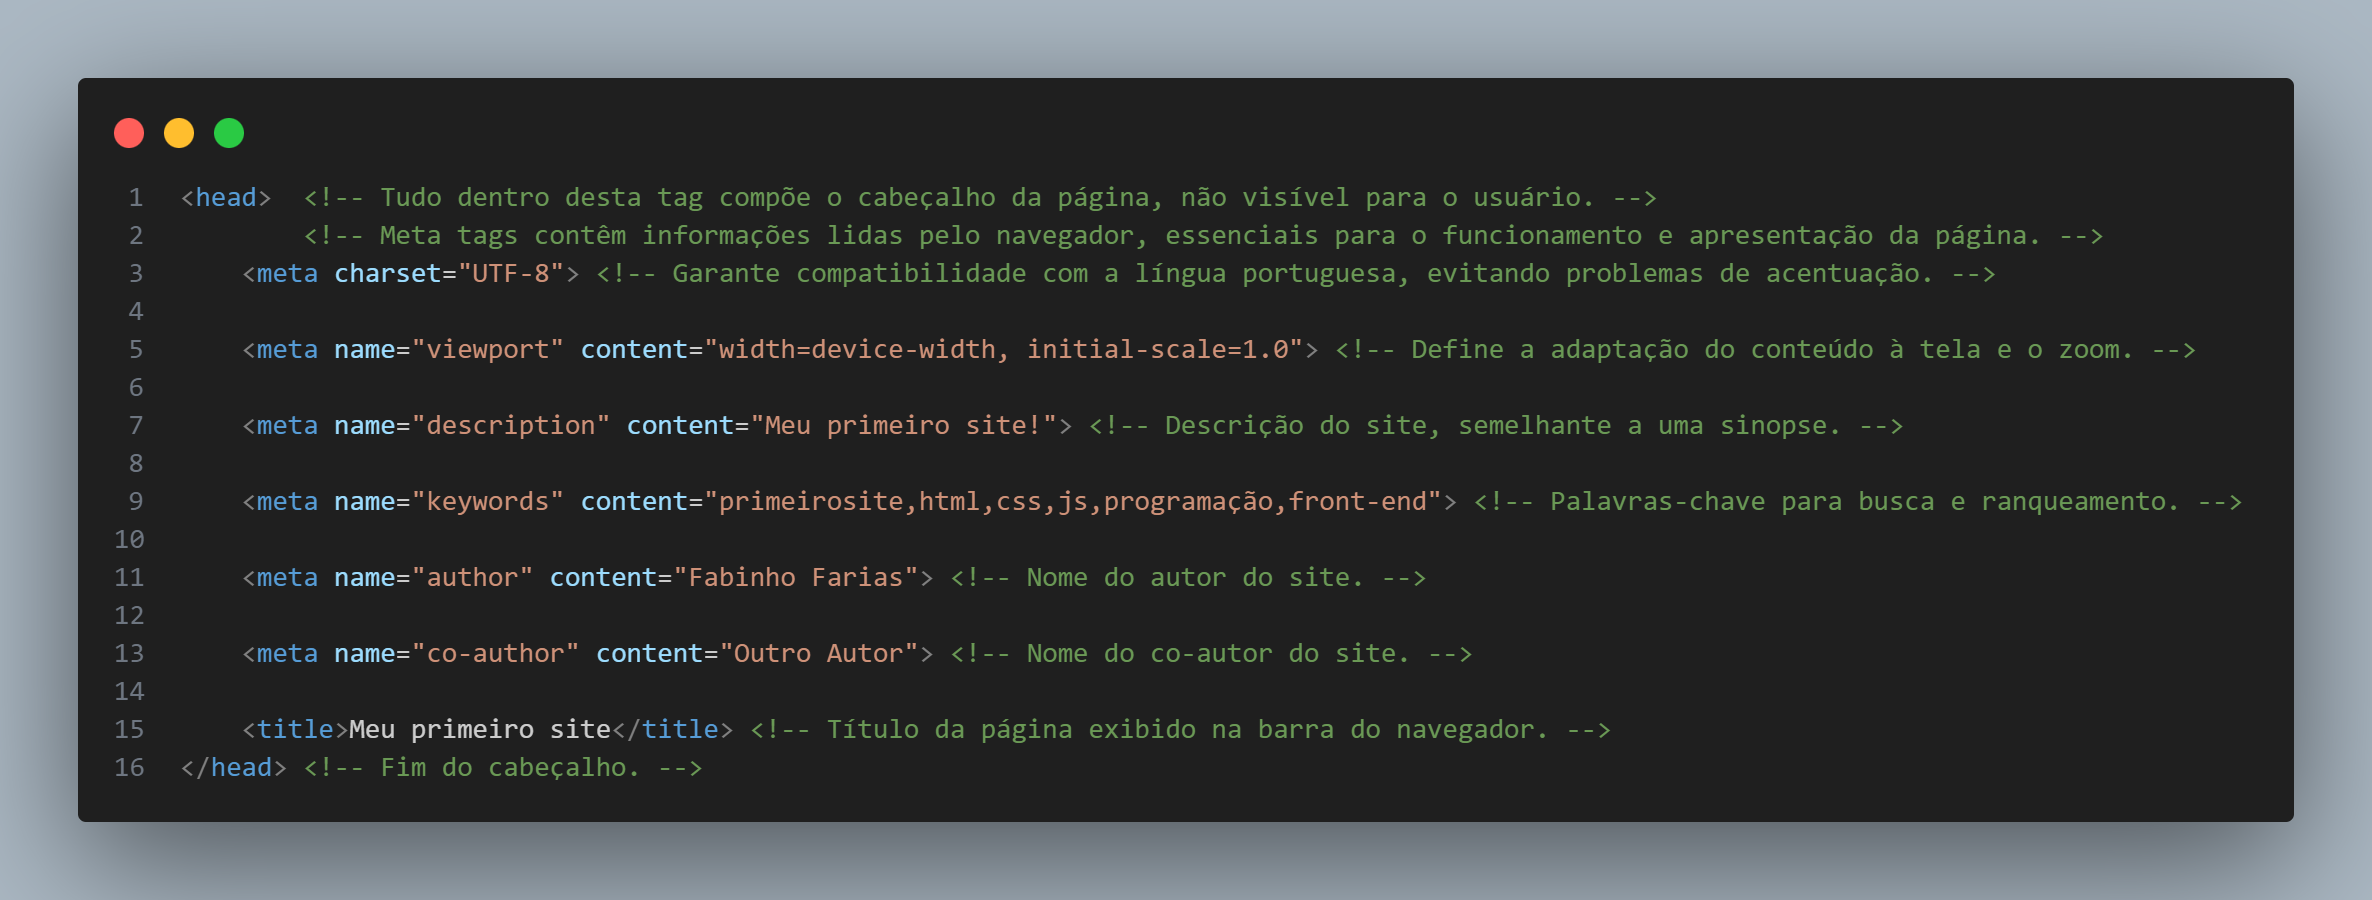 1 <head>  <!-- Tudo dentro desta tag compõe o cabeçalho da página, não visível para o usuário. -->
2         <!-- Meta tags contêm informações lidas pelo navegador, essenciais para o funcionamento e apresentação da página. -->
3     <meta charset="UTF-8"> <!-- Garante compatibilidade com a língua portuguesa, evitando problemas de acentuação. -->
4
5     <meta name="viewport" content="width=device-width, initial-scale=1.0"> <!-- Define a adaptação do conteúdo à tela e o zoom. -->
6
7     <meta name="description" content="Meu primeiro site!"> <!-- Descrição do site, semelhante a uma sinopse. -->
8
9     <meta name="keywords" content="primeirosite,html,css,js,programação,front-end"> <!-- Palavras-chave para busca e ranqueamento. -->
10
11     <meta name="author" content="Fabinho Farias"> <!-- Nome do autor do site. -->
12
13     <meta name="co-author" content="Outro Autor"> <!-- Nome do co-autor do site. -->
14
15     <title>Meu primeiro site</title> <!-- Título da página exibido na barra do navegador. -->
16 </head> <!-- Fim do cabeçalho. -->